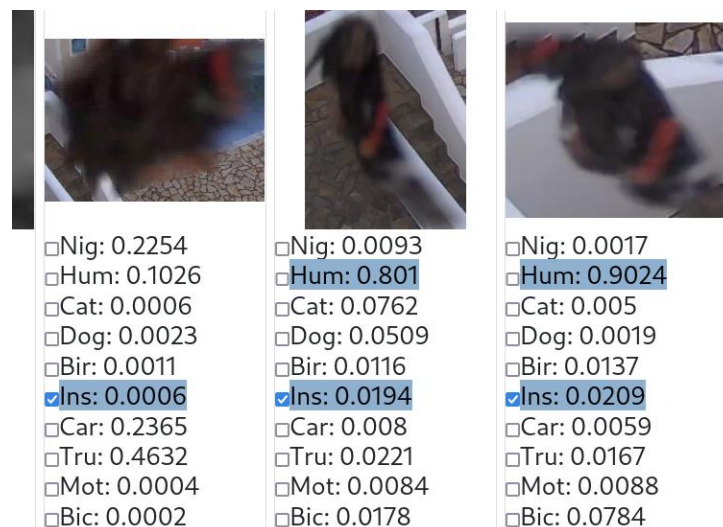 Nig: 0.2254
Hum: 0.1026
Cat: 0.0006
Dog: 0.0023
Bir: 0.0011
Ins: 0.0006
Car: 0.2365
Tru: 0.4632
Mot: 0.0004
Bic: 0.0002
Nig: 0.0093
Hum: 0.801
Cat: 0.0762
Dog: 0.0509
Bir: 0.0116
Ins: 0.0194
Car: 0.008
Tru: 0.0221
Mot: 0.0084
Bic: 0.0178
Nig: 0.0017
Hum: 0.9024
Cat: 0.005
Dog: 0.0019
Bir: 0.0137
Ins: 0.0209
Car: 0.0059
Tru: 0.0167
Mot: 0.0088
Bic: 0.0784